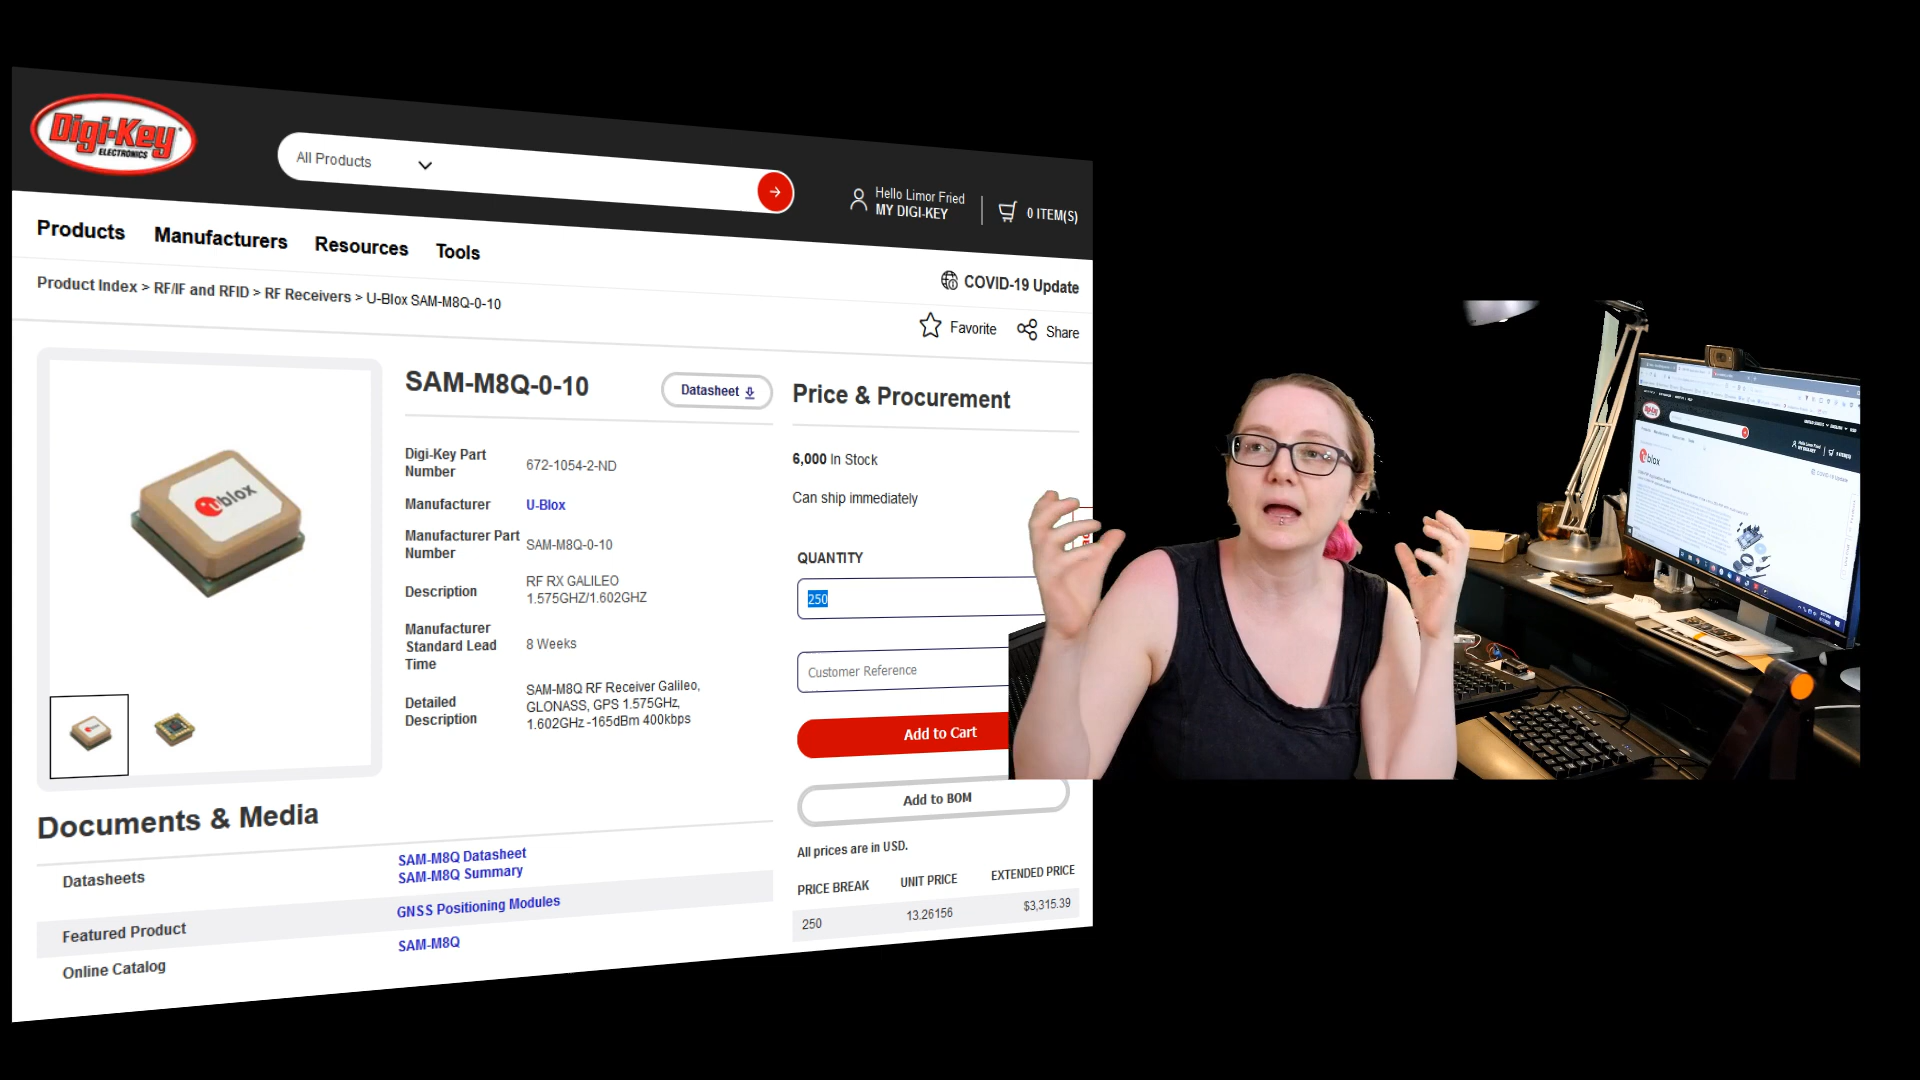 Digi-Key
ELECTRONICS
All Products
Hello Limor Fried
MY DIGI-KEY
0 ITEM(S)
Products Manufacturers Resources Tools
COVID-19 Update
Product Index > RF/IF and RFID > RF Receivers > U-Blox SAM-M8Q-0-10
Favorite Share
SAM-M8Q-0-10
Datasheet
Price & Procurement
ublox
Digi-Key Part Number 672-1054-2-ND
Manufacturer U-Blox
Manufacturer Part Number SAM-M8Q-0-10
Description RF RX GALILEO
1.575GHZ/1.602GHZ
Manufacturer Standard Lead Time 8 Weeks
Detailed Description SAM-M8Q RF Receiver Galileo,
GLONASS, GPS 1.575GHz,
1.602GHz -165dBm 400kbps
6,000 In Stock
Can ship immediately
QUANTITY
250
Customer Reference
Add to Cart
Add to BOM
All prices are in USD.
PRICE BREAK UNIT PRICE EXTENDED PRICE
250 13.26156 $3,315.39
Documents & Media
Datasheets SAM-M8Q Datasheet
SAM-M8Q Summary
Featured Product GNSS Positioning Modules
Online Catalog SAM-M8Q
Digi-Key
blox